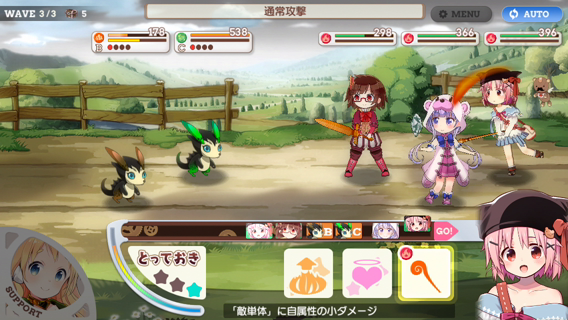 WAVE 3/3 5
通常攻撃
MENU
AUTO
178
B
538
C
298
366
396
B C GO!
とっておき
SUPPORT
「敵単体」に自属性の小ダメージ